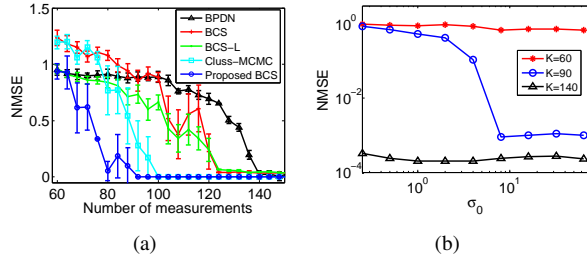 NMSE
1.5
1
0.5
0
60
80
100
120
140
Number of measurements
BPDN
BCS
BCS-L
Cluss-MCMC
Proposed BCS
(a)
NMSE
10^0
10^-2
10^-4
10^0
10^1
σ_0
K=60
K=90
K=140
(b)